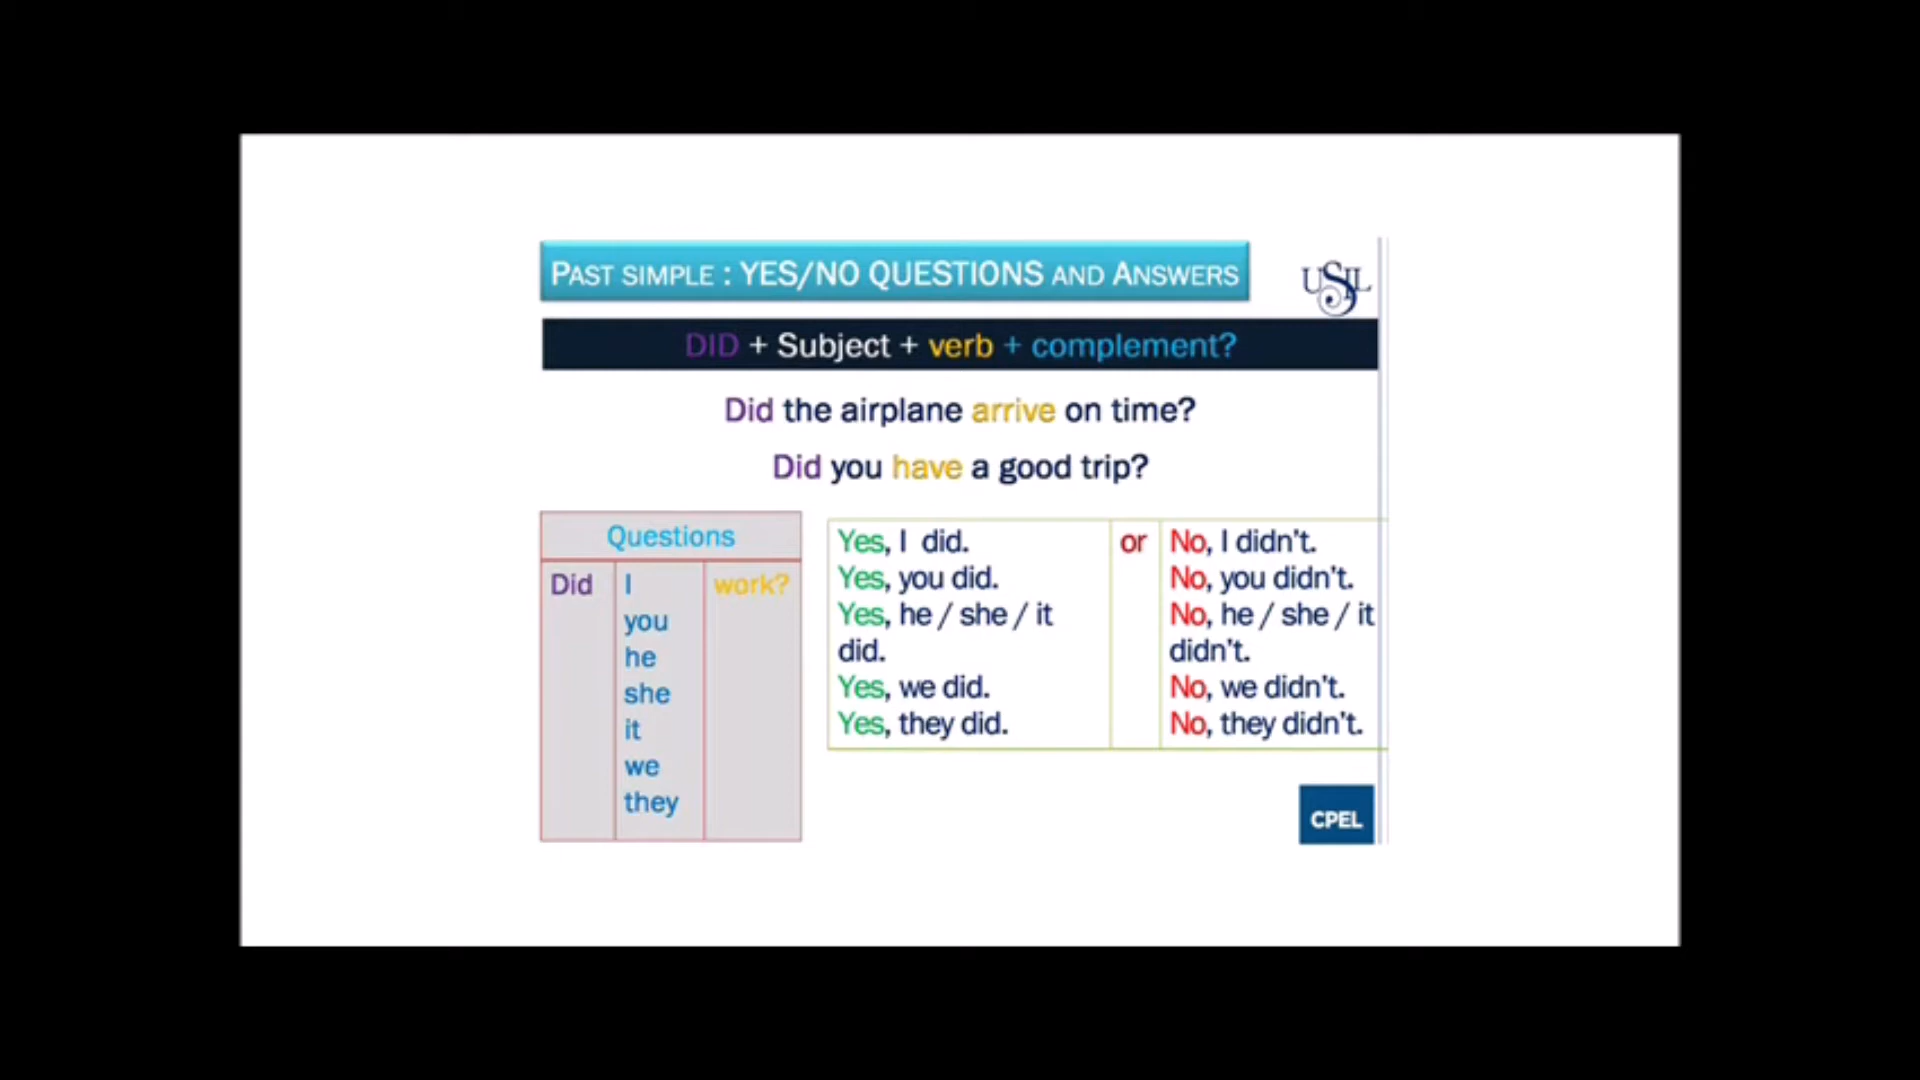 PAST SIMPLE : YES/NO QUESTIONS AND ANSWERS
USIL
DID + Subject + verb + complement?
Did the airplane arrive on time?
Did you have a good trip?
Questions
Did I work?
you
he
she
it
we
they
Yes, I did. or No, I didn't.
Yes, you did. No, you didn't.
Yes, he / she / it No, he / she / it
did. didn't.
Yes, we did. No, we didn't.
Yes, they did. No, they didn't.
CPEL